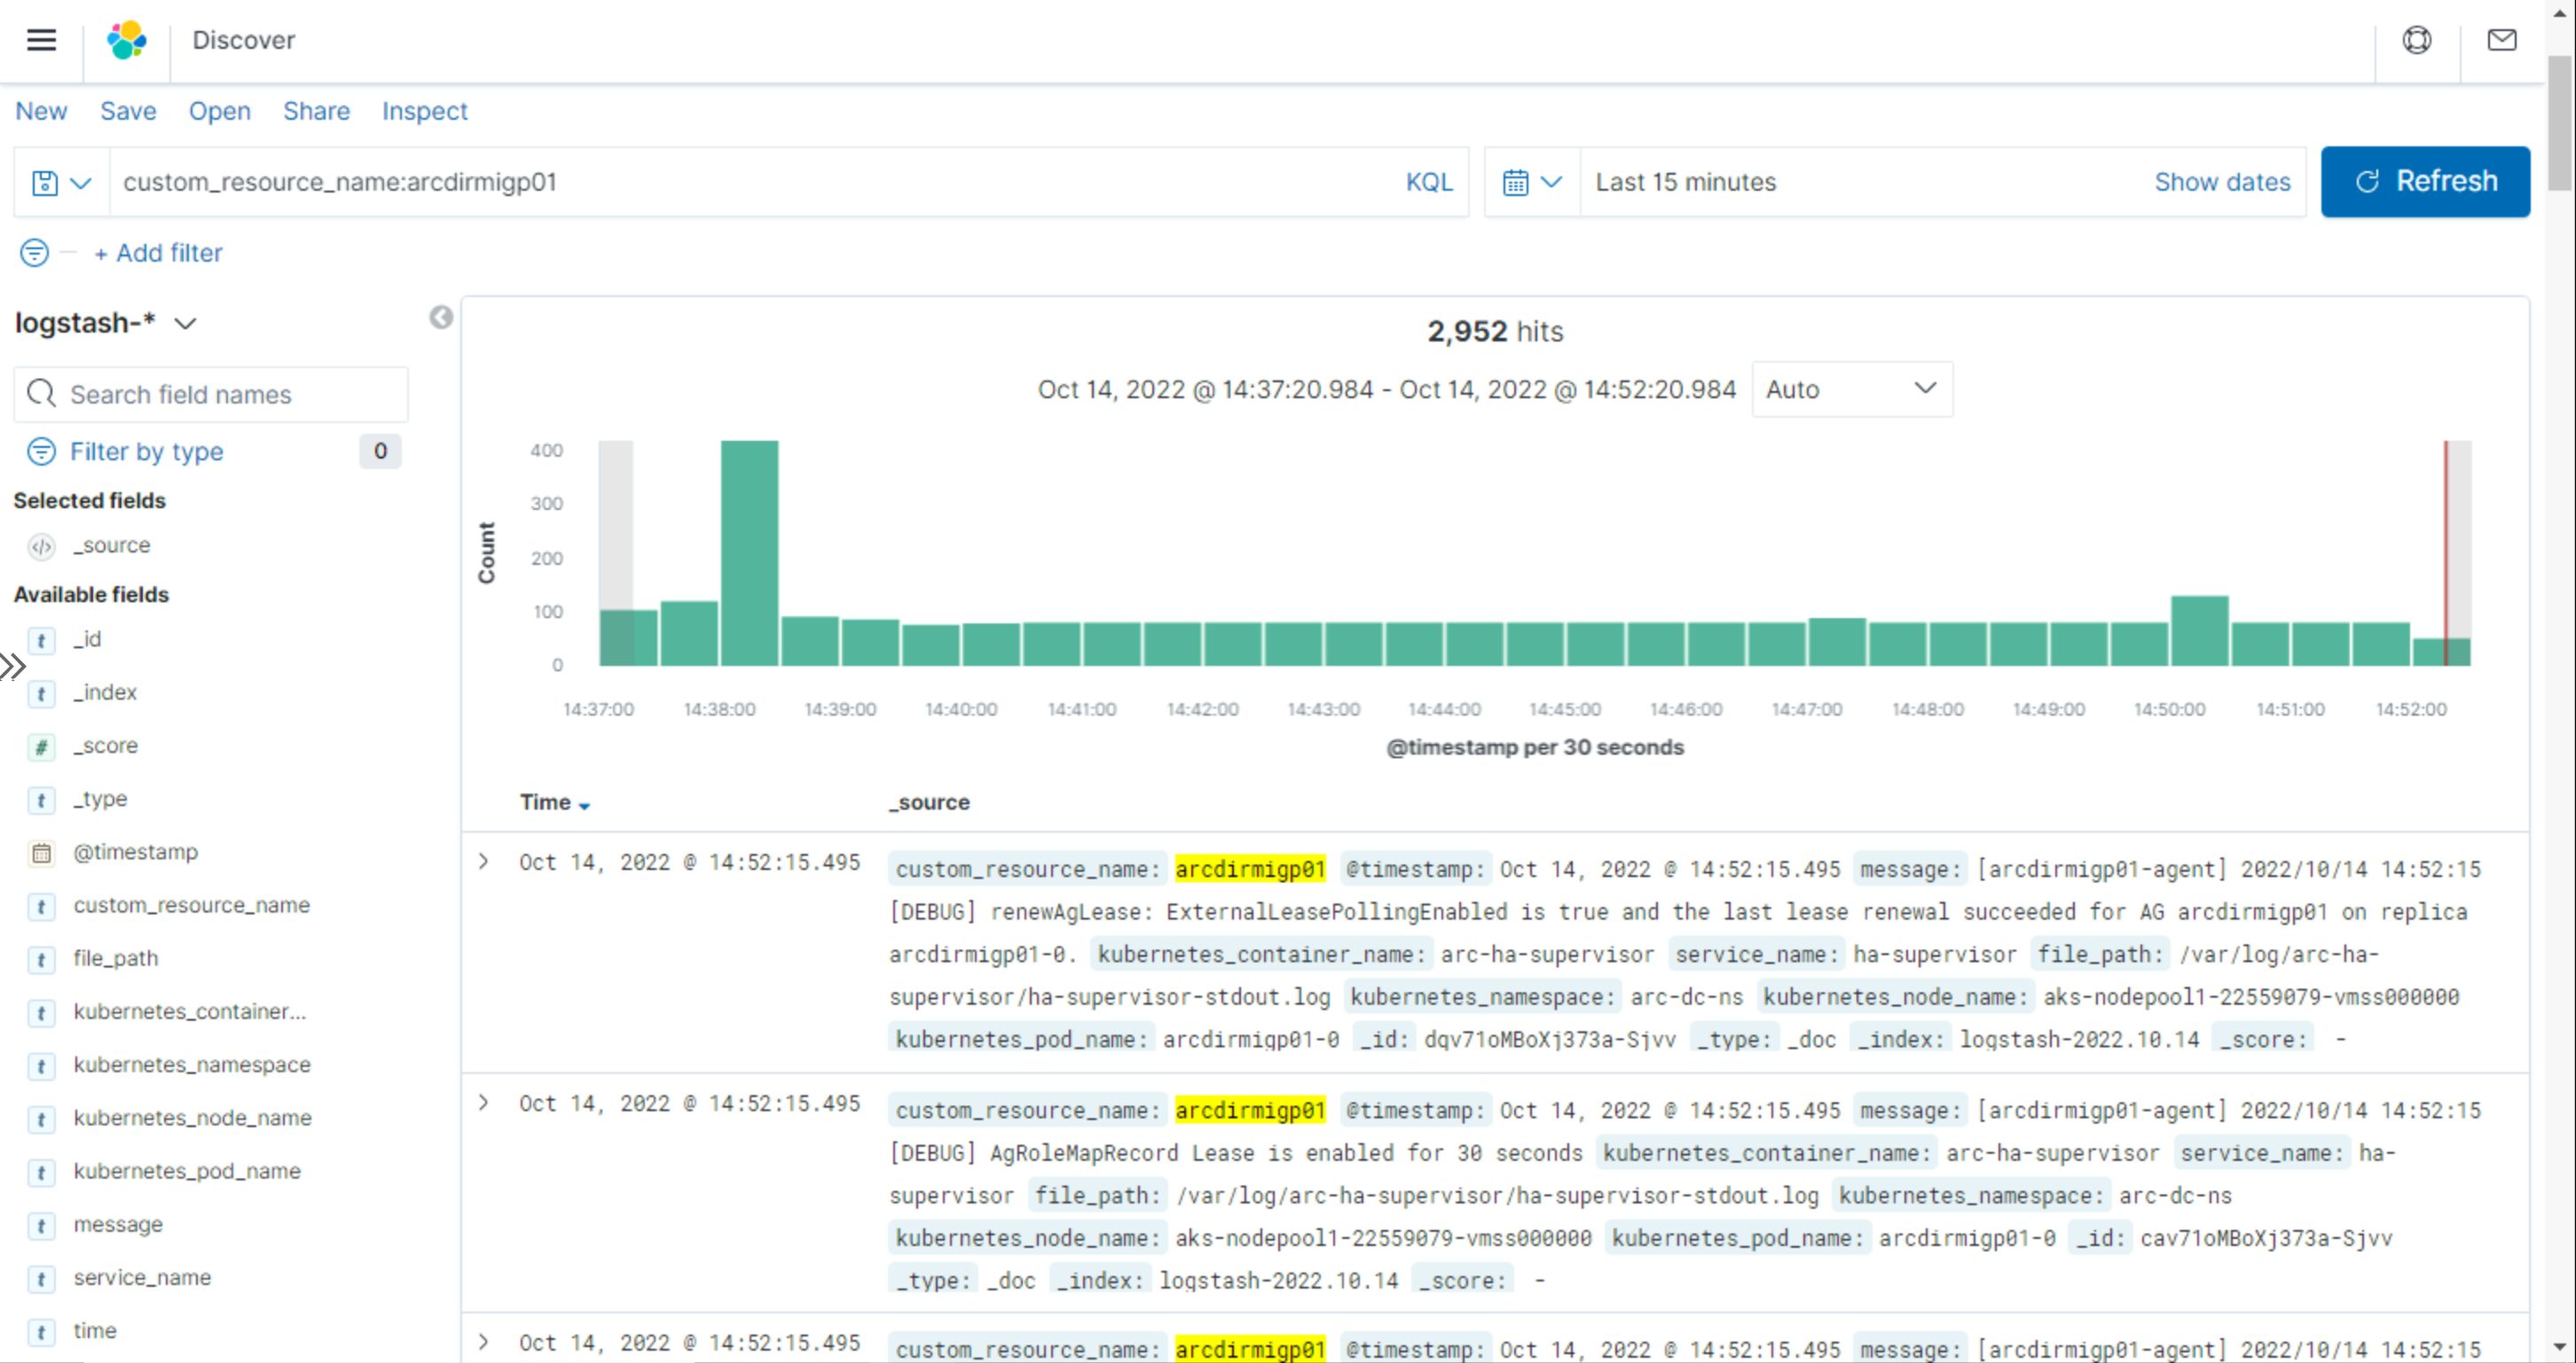 Discover
New Save Open Share Inspect
custom_resource_name:arcdirmigp01 KQL Last 15 minutes Show dates Refresh
+ Add filter
logstash-*
Search field names
Filter by type 0
Selected fields
_source
Available fields
_id
_index
_score
_type
@timestamp
custom_resource_name
file_path
kubernetes_container...
kubernetes_namespace
kubernetes_node_name
kubernetes_pod_name
message
service_name
time
2,952 hits
Oct 14, 2022 @ 14:37:20.984 - Oct 14, 2022 @ 14:52:20.984 Auto
Count
400
300
200
100
0
14:37:00 14:38:00 14:39:00 14:40:00 14:41:00 14:42:00 14:43:00 14:44:00 14:45:00 14:46:00 14:47:00 14:48:00 14:49:00 14:50:00 14:51:00 14:52:00
@timestamp per 30 seconds
Time _source
Oct 14, 2022 @ 14:52:15.495 custom_resource_name: arcdirmigp01 @timestamp: Oct 14, 2022 @ 14:52:15.495 message: [arcdirmigp01-agent] 2022/10/14 14:52:15
[DEBUG] renewAgLease: ExternalLeasePollingEnabled is true and the last lease renewal succeeded for AG arcdirmigp01 on replica
arcdirmigp01-0. kubernetes_container_name: arc-ha-supervisor service_name: ha-supervisor file_path: /var/log/arc-ha-
supervisor/ha-supervisor-stdout.log kubernetes_namespace: arc-dc-ns kubernetes_node_name: aks-nodepool1-22559079-vmss000000
kubernetes_pod_name: arcdirmigp01-0 _id: dqv71oMBoXj373a-Sjvv _type: _doc _index: logstash-2022.10.14 _score: -
Oct 14, 2022 @ 14:52:15.495 custom_resource_name: arcdirmigp01 @timestamp: Oct 14, 2022 @ 14:52:15.495 message: [arcdirmigp01-agent] 2022/10/14 14:52:15
[DEBUG] AgRoleMapRecord Lease is enabled for 30 seconds kubernetes_container_name: arc-ha-supervisor service_name: ha-
supervisor file_path: /var/log/arc-ha-supervisor/ha-supervisor-stdout.log kubernetes_namespace: arc-dc-ns
kubernetes_node_name: aks-nodepool1-22559079-vmss000000 kubernetes_pod_name: arcdirmigp01-0 _id: cav71oMBoXj373a-Sjvv
_type: _doc _index: logstash-2022.10.14 _score: -
Oct 14, 2022 @ 14:52:15.495 custom_resource_name: arcdirmigp01 @timestamp: Oct 14, 2022 @ 14:52:15.495 message: [arcdirmigp01-agent] 2022/10/14 14:52:15